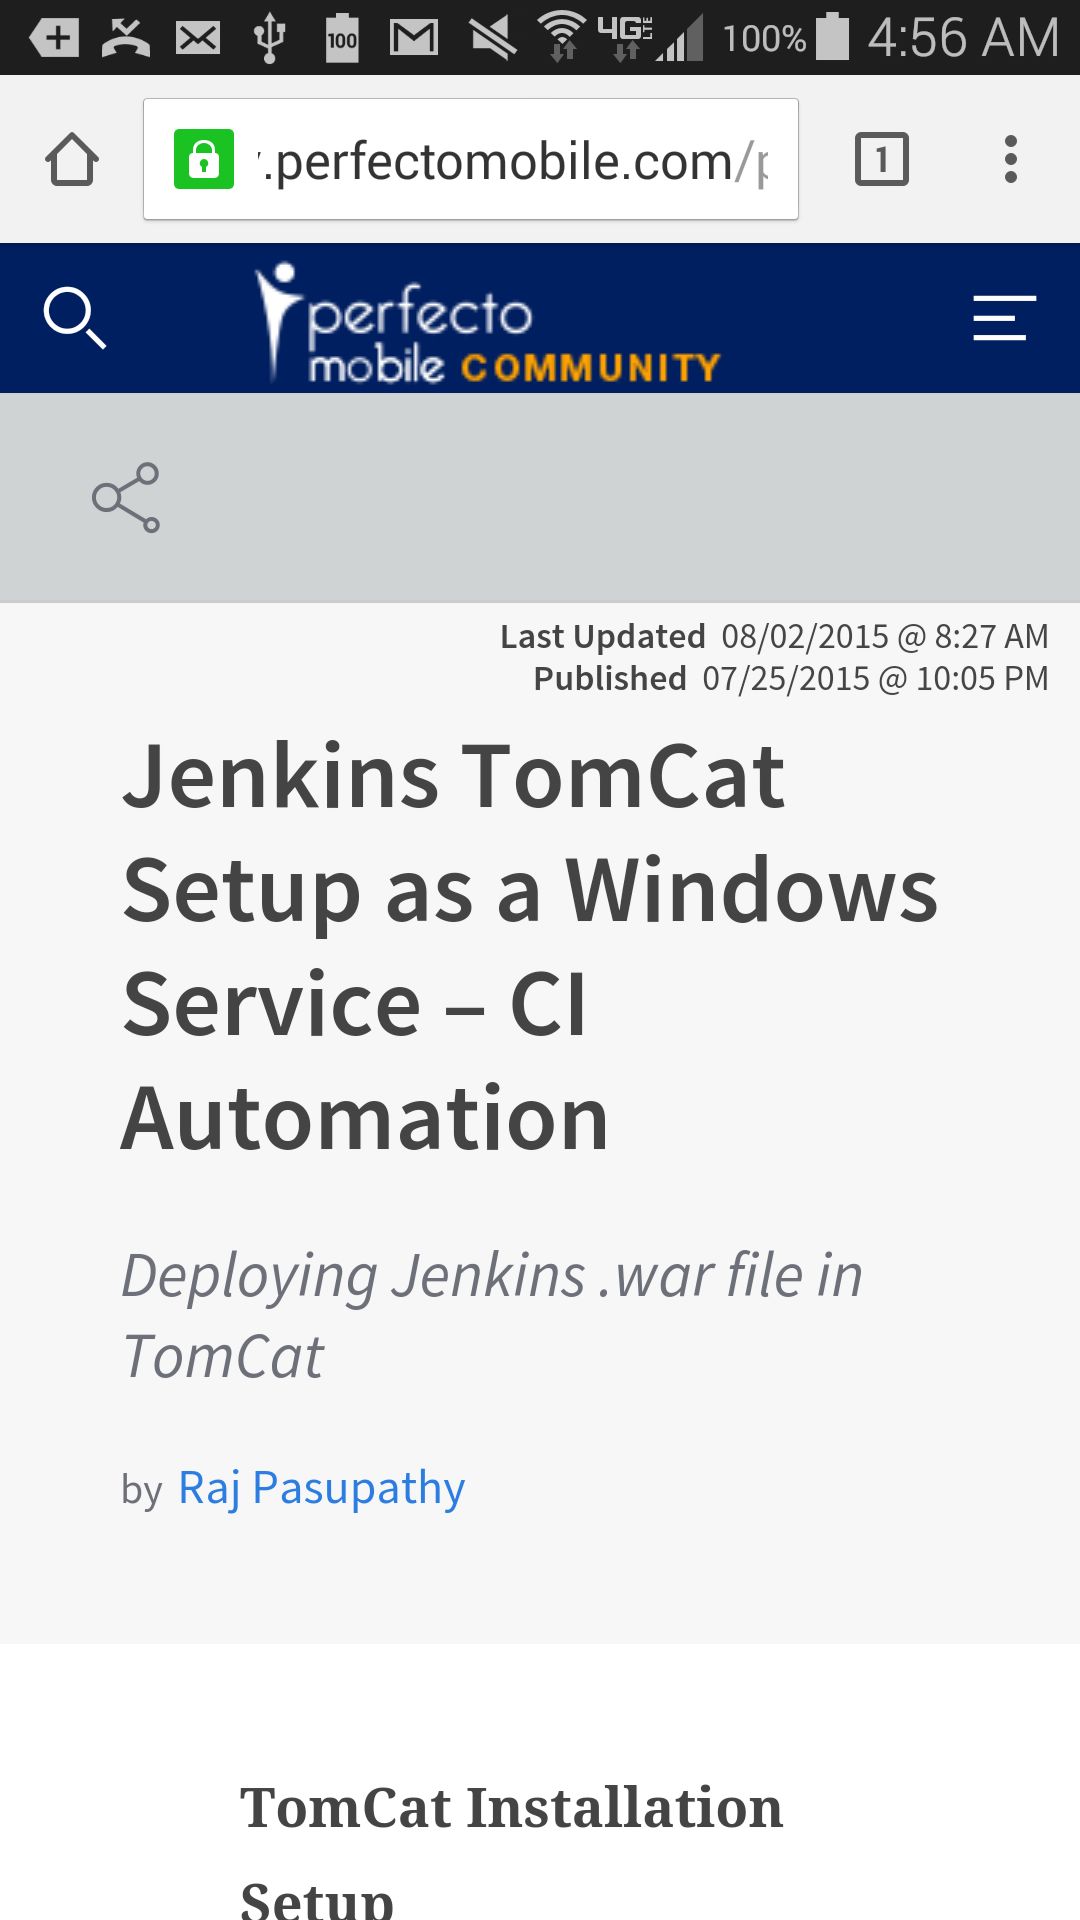 100 4G LTE 100% 4:56 AM
.perfectomobile.com/p 1
perfecto
mobile COMMUNITY
Last Updated 08/02/2015 @ 8:27 AM
Published 07/25/2015 @ 10:05 PM
Jenkins TomCat
Setup as a Windows
Service – CI
Automation
Deploying Jenkins .war file in
TomCat
by Raj Pasupathy
TomCat Installation
Setup